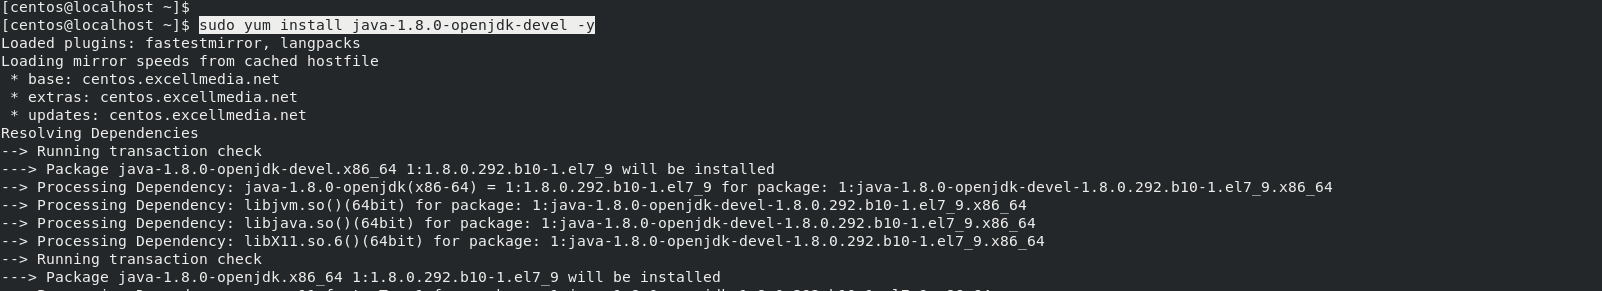 [centos@localhost ~]$
[centos@localhost ~]$ sudo yum install java-1.8.0-openjdk-devel -y
Loaded plugins: fastestmirror, langpacks
Loading mirror speeds from cached hostfile
 * base: centos.excellmedia.net
 * extras: centos.excellmedia.net
 * updates: centos.excellmedia.net
Resolving Dependencies
--> Running transaction check
---> Package java-1.8.0-openjdk-devel.x86_64 1:1.8.0.292.b10-1.el7_9 will be installed
--> Processing Dependency: java-1.8.0-openjdk(x86-64) = 1:1.8.0.292.b10-1.el7_9 for package: 1:java-1.8.0-openjdk-devel-1.8.0.292.b10-1.el7_9.x86_64
--> Processing Dependency: libjvm.so()(64bit) for package: 1:java-1.8.0-openjdk-devel-1.8.0.292.b10-1.el7_9.x86_64
--> Processing Dependency: libjava.so()(64bit) for package: 1:java-1.8.0-openjdk-devel-1.8.0.292.b10-1.el7_9.x86_64
--> Processing Dependency: libX11.so.6()(64bit) for package: 1:java-1.8.0-openjdk-devel-1.8.0.292.b10-1.el7_9.x86_64
--> Running transaction check
---> Package java-1.8.0-openjdk.x86_64 1:1.8.0.292.b10-1.el7_9 will be installed